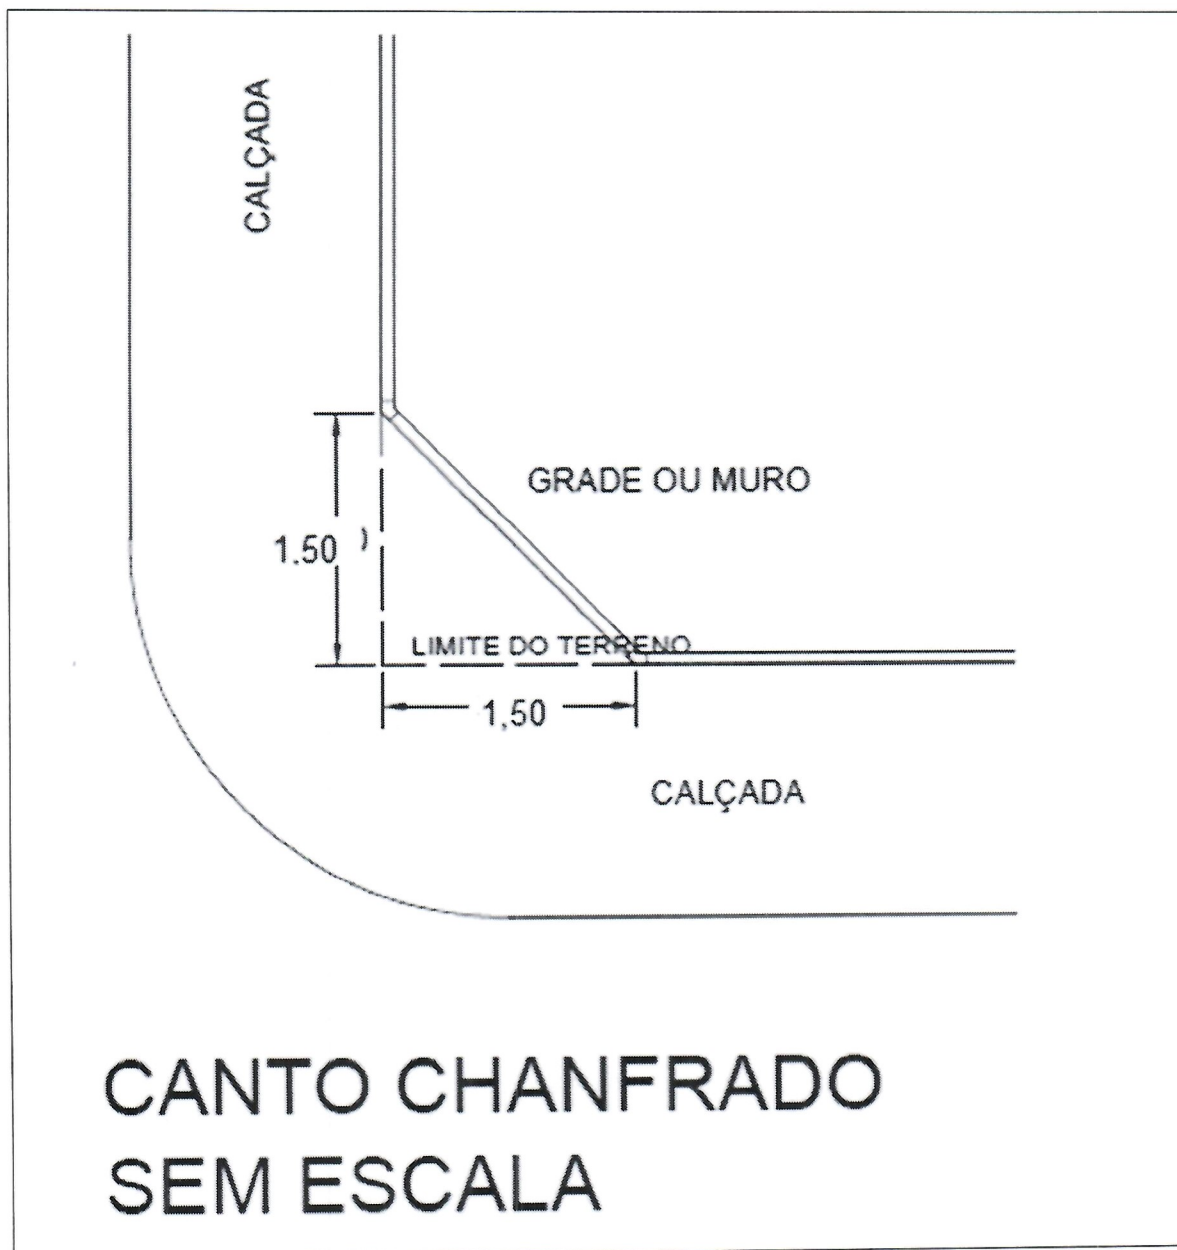 CALÇADA
GRADE OU MURO
1,50 )
LIMITE DO TERRENO
1,50
CALÇADA
CANTO CHANFRADO
SEM ESCALA